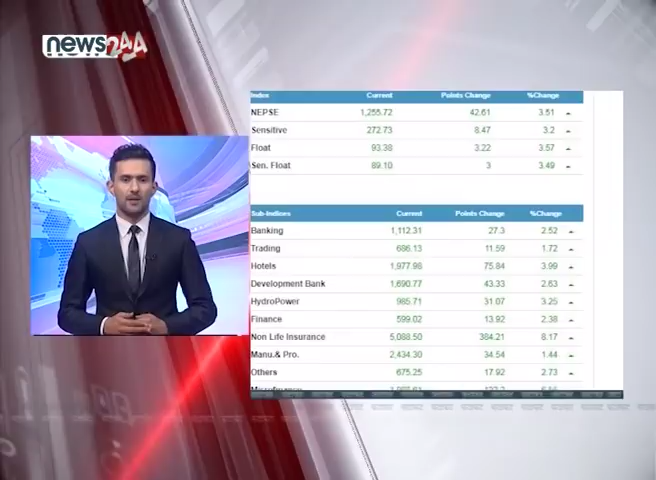 news24
Index Current Points Change %Change
NEPSE 1,255.72 42.61 3.51
Sensitive 272.73 8.47 3.2
Float 93.38 3.22 3.57
Sen. Float 89.10 3 3.49
Sub-Indices Current Points Change %Change
Banking 1,112.31 27.3 2.52
Trading 686.13 11.59 1.72
Hotels 1,977.98 75.84 3.99
Development Bank 1,690.77 43.33 2.63
HydroPower 985.71 31.07 3.25
Finance 599.02 13.92 2.38
Non Life Insurance 5,088.50 384.21 8.17
Manu.& Pro. 2,434.30 34.54 1.44
Others 675.25 17.92 2.73
Microfinance